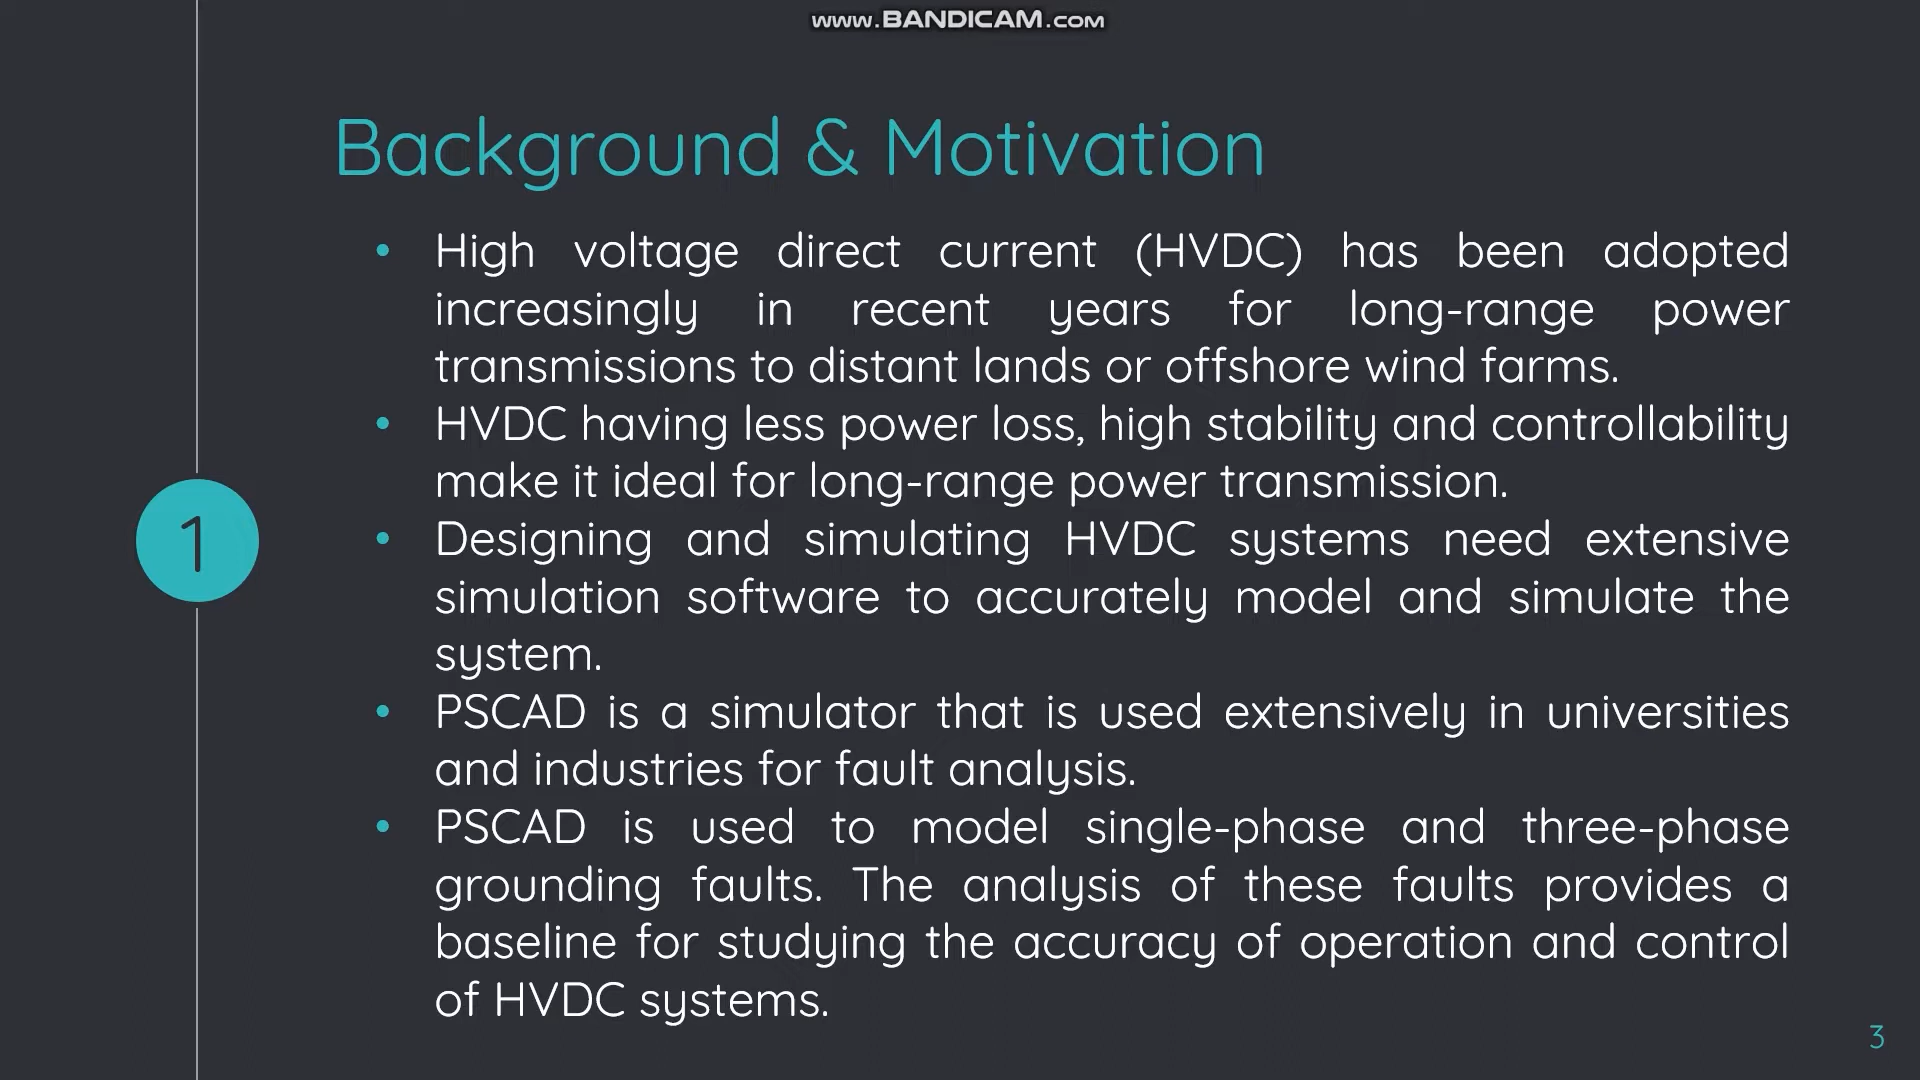 www.BANDICAM.com
Background & Motivation
• High voltage direct current (HVDC) has been adopted
increasingly in recent years for long-range power
transmissions to distant lands or offshore wind farms.
• HVDC having less power loss, high stability and controllability
make it ideal for long-range power transmission.
• Designing and simulating HVDC systems need extensive
simulation software to accurately model and simulate the
system.
• PSCAD is a simulator that is used extensively in universities
and industries for fault analysis.
• PSCAD is used to model single-phase and three-phase
grounding faults. The analysis of these faults provides a
baseline for studying the accuracy of operation and control
of HVDC systems.
1
3